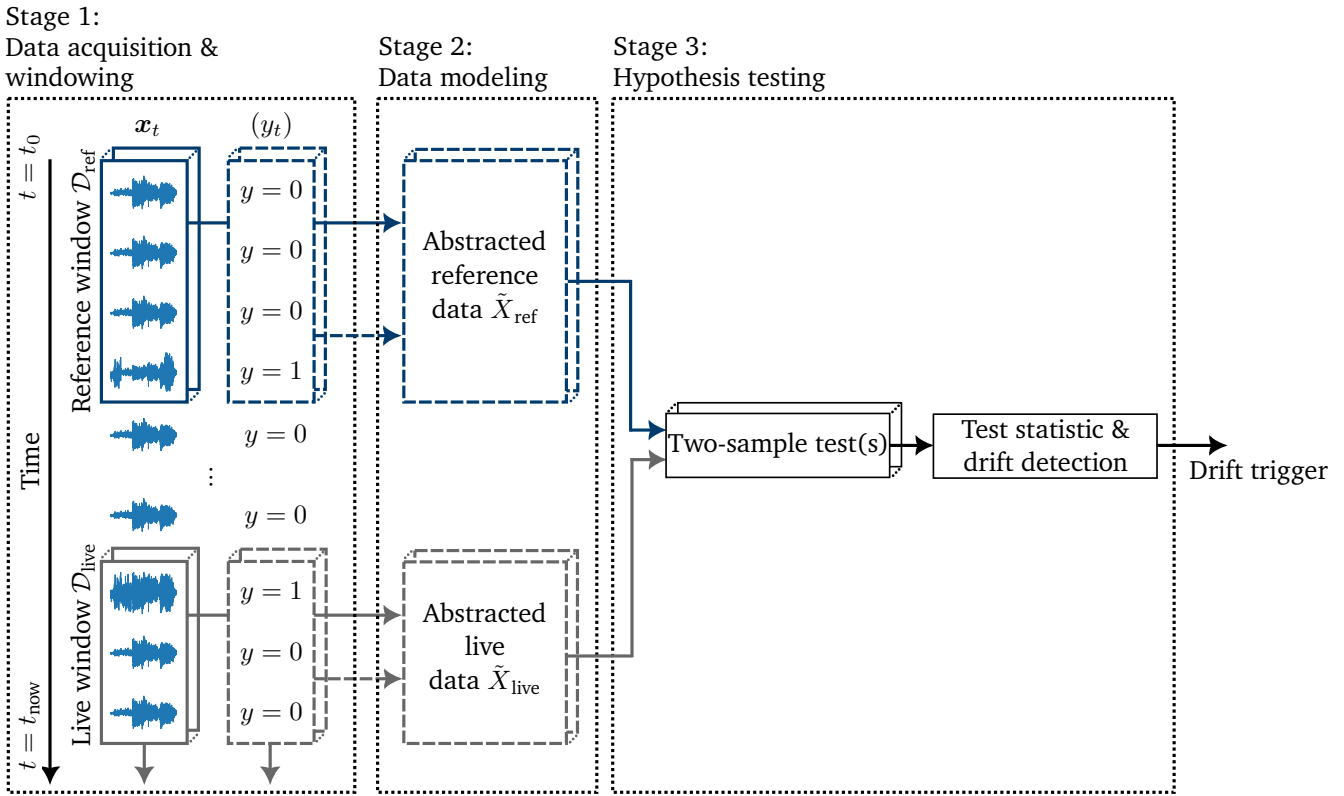 Stage 1:
Data acquisition &
windowing
Stage 2:
Data modeling
Stage 3:
Hypothesis testing
𝒙_t
(y_t)
t = t_0
Time
t = t_now
Reference window 𝒟_ref
y = 0
y = 0
y = 0
y = 1
y = 0
⋮
y = 0
Live window 𝒟_live
y = 1
y = 0
y = 0
Abstracted
reference
data X̃_ref
Abstracted
live
data X̃_live
Two-sample test(s)
Test statistic &
drift detection
Drift trigger